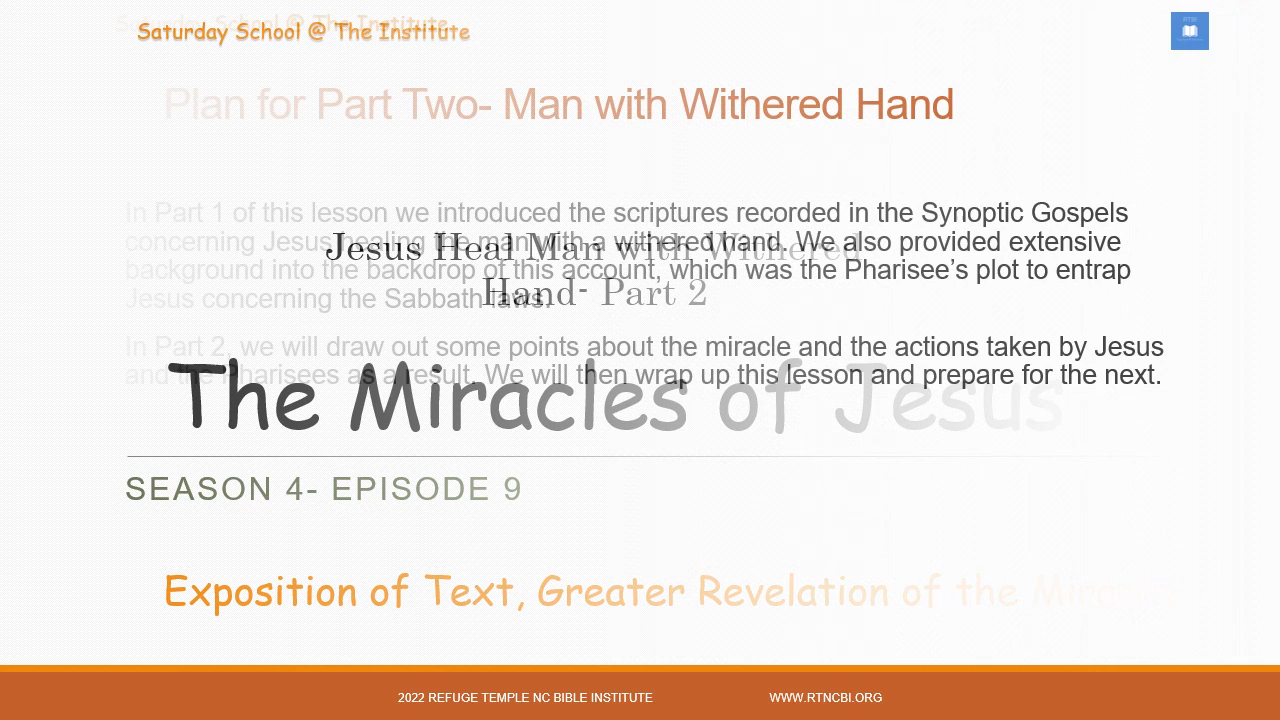 Saturday School @ The Institute
Saturday School @ The Institute
RTW
Plan for Part Two- Man with Withered Hand
In Part 1 of this lesson we introduced the scriptures recorded in the Synoptic Gospels
concerning Jesus healing the man with a withered hand. We also provided extensive
background into the backdrop of this account, which was the Pharisee's plot to entrap
Jesus concerning the Sabbath laws.
Jesus Heal Man with Withered
Hand- Part 2
In Part 2, we will draw out some points about the miracle and the actions taken by Jesus
and the Pharisees as a result. We will then wrap up this lesson and prepare for the next.
The Miracles of Jesus
SEASON 4- EPISODE 9
Exposition of Text, Greater Revelation of the
2022 REFUGE TEMPLE NC BIBLE INSTITUTE
WWW.RTNCBI.ORG